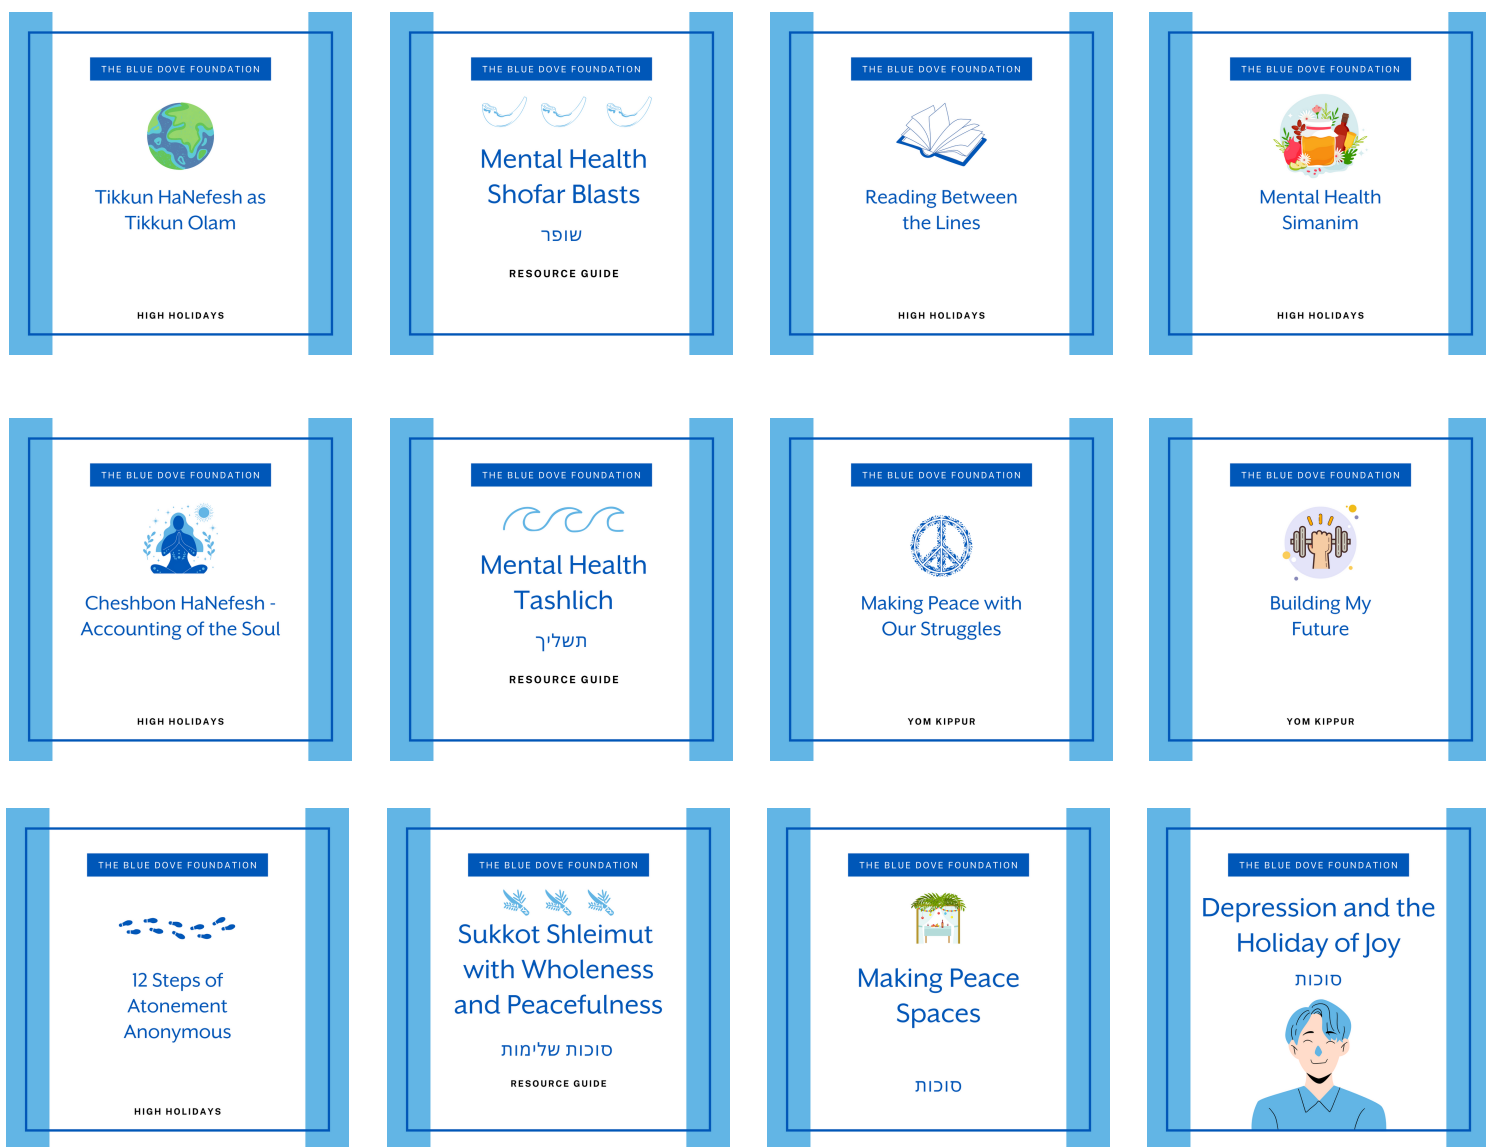 THE BLUE DOVE FOUNDATION
Tikkun HaNefesh as
Tikkun Olam
HIGH HOLIDAYS
THE BLUE DOVE FOUNDATION
Mental Health
Shofar Blasts
שופר
RESOURCE GUIDE
THE BLUE DOVE FOUNDATION
Reading Between
the Lines
HIGH HOLIDAYS
THE BLUE DOVE FOUNDATION
Mental Health
Simanim
HIGH HOLIDAYS
THE BLUE DOVE FOUNDATION
Cheshbon HaNefesh -
Accounting of the Soul
HIGH HOLIDAYS
THE BLUE DOVE FOUNDATION
Mental Health
Tashlich
תשליך
RESOURCE GUIDE
THE BLUE DOVE FOUNDATION
Making Peace with
Our Struggles
YOM KIPPUR
THE BLUE DOVE FOUNDATION
Building My
Future
YOM KIPPUR
THE BLUE DOVE FOUNDATION
12 Steps of
Atonement
Anonymous
HIGH HOLIDAYS
THE BLUE DOVE FOUNDATION
Sukkot Shleimut
with Wholeness
and Peacefulness
סוכות שלימות
RESOURCE GUIDE
THE BLUE DOVE FOUNDATION
Making Peace
Spaces
סוכות
THE BLUE DOVE FOUNDATION
Depression and the
Holiday of Joy
סוכות